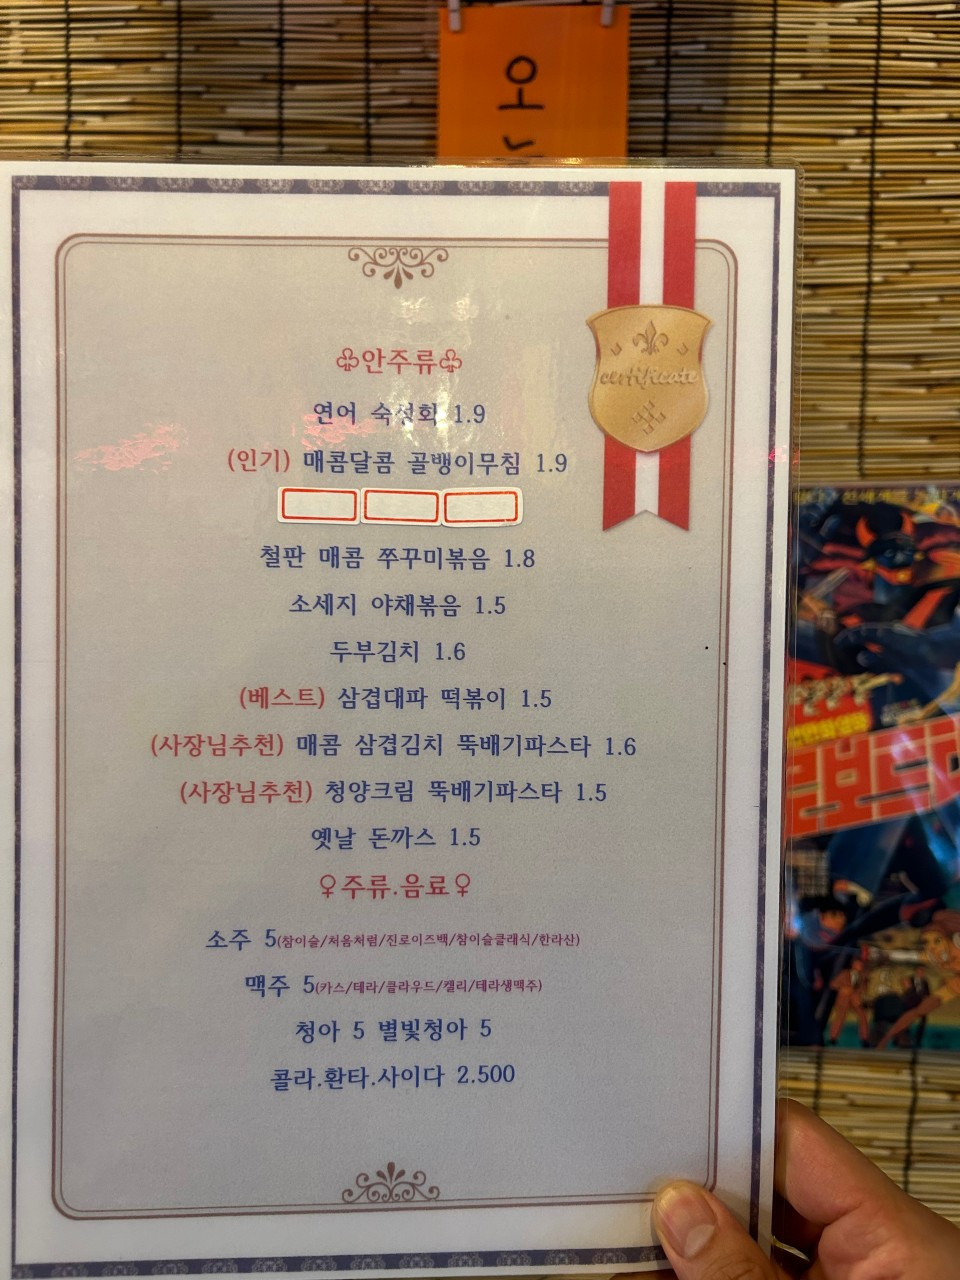 오
certificate
♧안주류♧
연어 숙성회 1.9
(인기) 매콤달콤 골뱅이무침 1.9
철판 매콤 쭈꾸미볶음 1.8
소세지 야채볶음 1.5
두부김치 1.6
(베스트) 삼겹대파 떡볶이 1.5
(사장님추천) 매콤 삼겹김치 뚝배기파스타 1.6
(사장님추천) 청양크림 뚝배기파스타 1.5
옛날 돈까스 1.5
♀주류.음료♀
소주 5(참이슬/처음처럼/진로이즈백/참이슬클래식/한라산)
맥주 5(카스/테라/클라우드/켈리/테라생맥주)
청아 5 별빛청아 5
콜라.환타.사이다 2.500
로보트